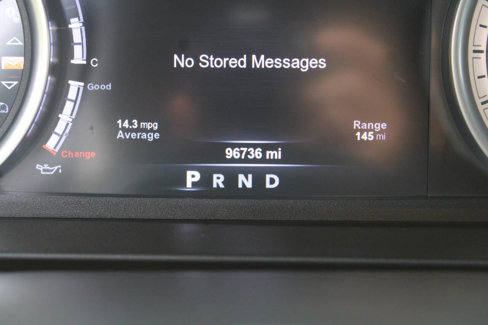 No Stored Messages
C
Good
14.3 mpg
Average
Range
145 mi
Change
96736 mi
P R N D